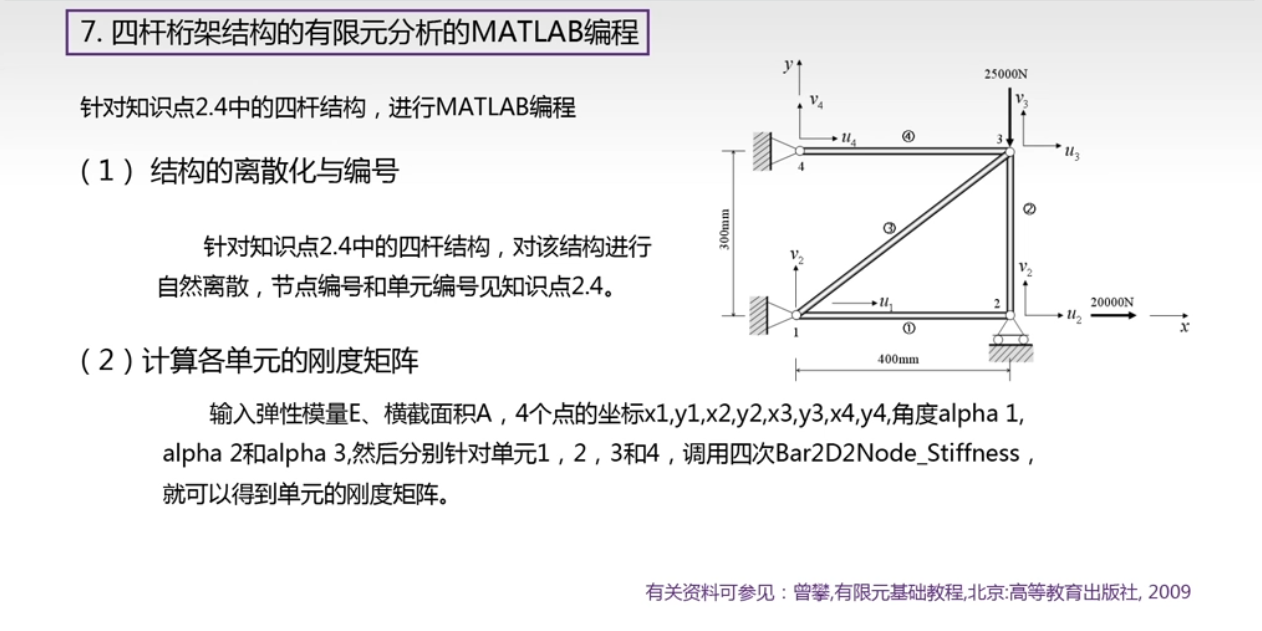 7. 四杆桁架结构的有限元分析的MATLAB编程
针对知识点2.4中的四杆结构，进行MATLAB编程
（1） 结构的离散化与编号
针对知识点2.4中的四杆结构，对该结构进行
自然离散，节点编号和单元编号见知识点2.4。
（2）计算各单元的刚度矩阵
输入弹性模量E、横截面积A，4个点的坐标x1,y1,x2,y2,x3,y3,x4,y4,角度alpha 1,
alpha 2和alpha 3,然后分别针对单元1，2，3和4，调用四次Bar2D2Node_Stiffness，
就可以得到单元的刚度矩阵。
y
25000N
v4
v3
u4
④
3
u3
4
300mm
③
②
v2
v2
u1
2
u2
20000N
x
1
①
400mm
有关资料可参见：曾攀,有限元基础教程,北京:高等教育出版社, 2009